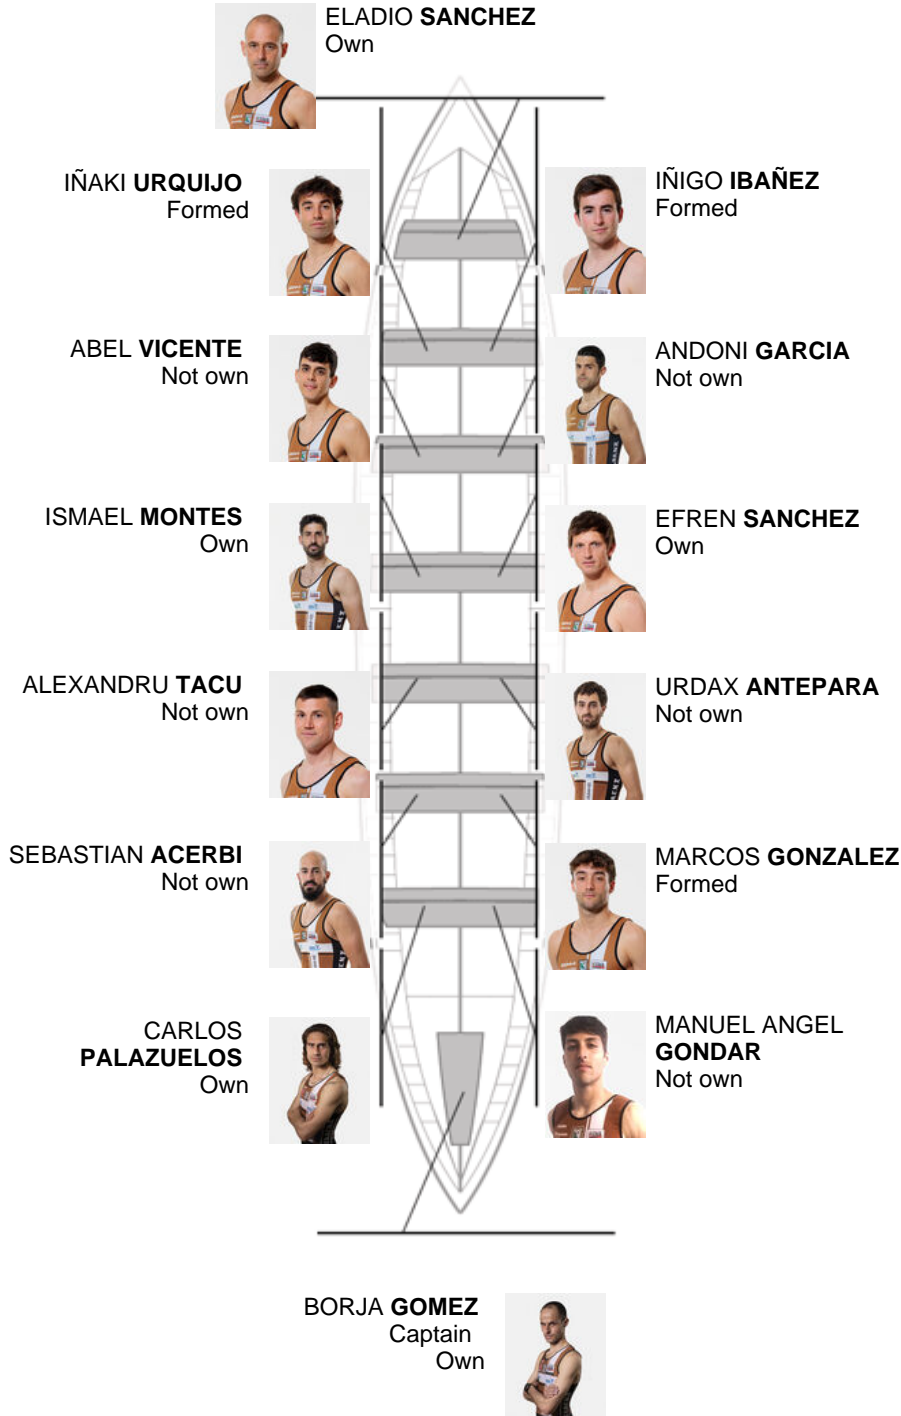 ELADIO SANCHEZ
Own
IÑAKI URQUIJO
Formed
IÑIGO IBAÑEZ
Formed
ABEL VICENTE
Not own
ANDONI GARCIA
Not own
ISMAEL MONTES
Own
EFREN SANCHEZ
Own
ALEXANDRU TACU
Not own
URDAX ANTEPARA
Not own
SEBASTIAN ACERBI
Not own
MARCOS GONZALEZ
Formed
CARLOS
PALAZUELOS
Own
MANUEL ANGEL
GONDAR
Not own
BORJA GOMEZ
Captain
Own